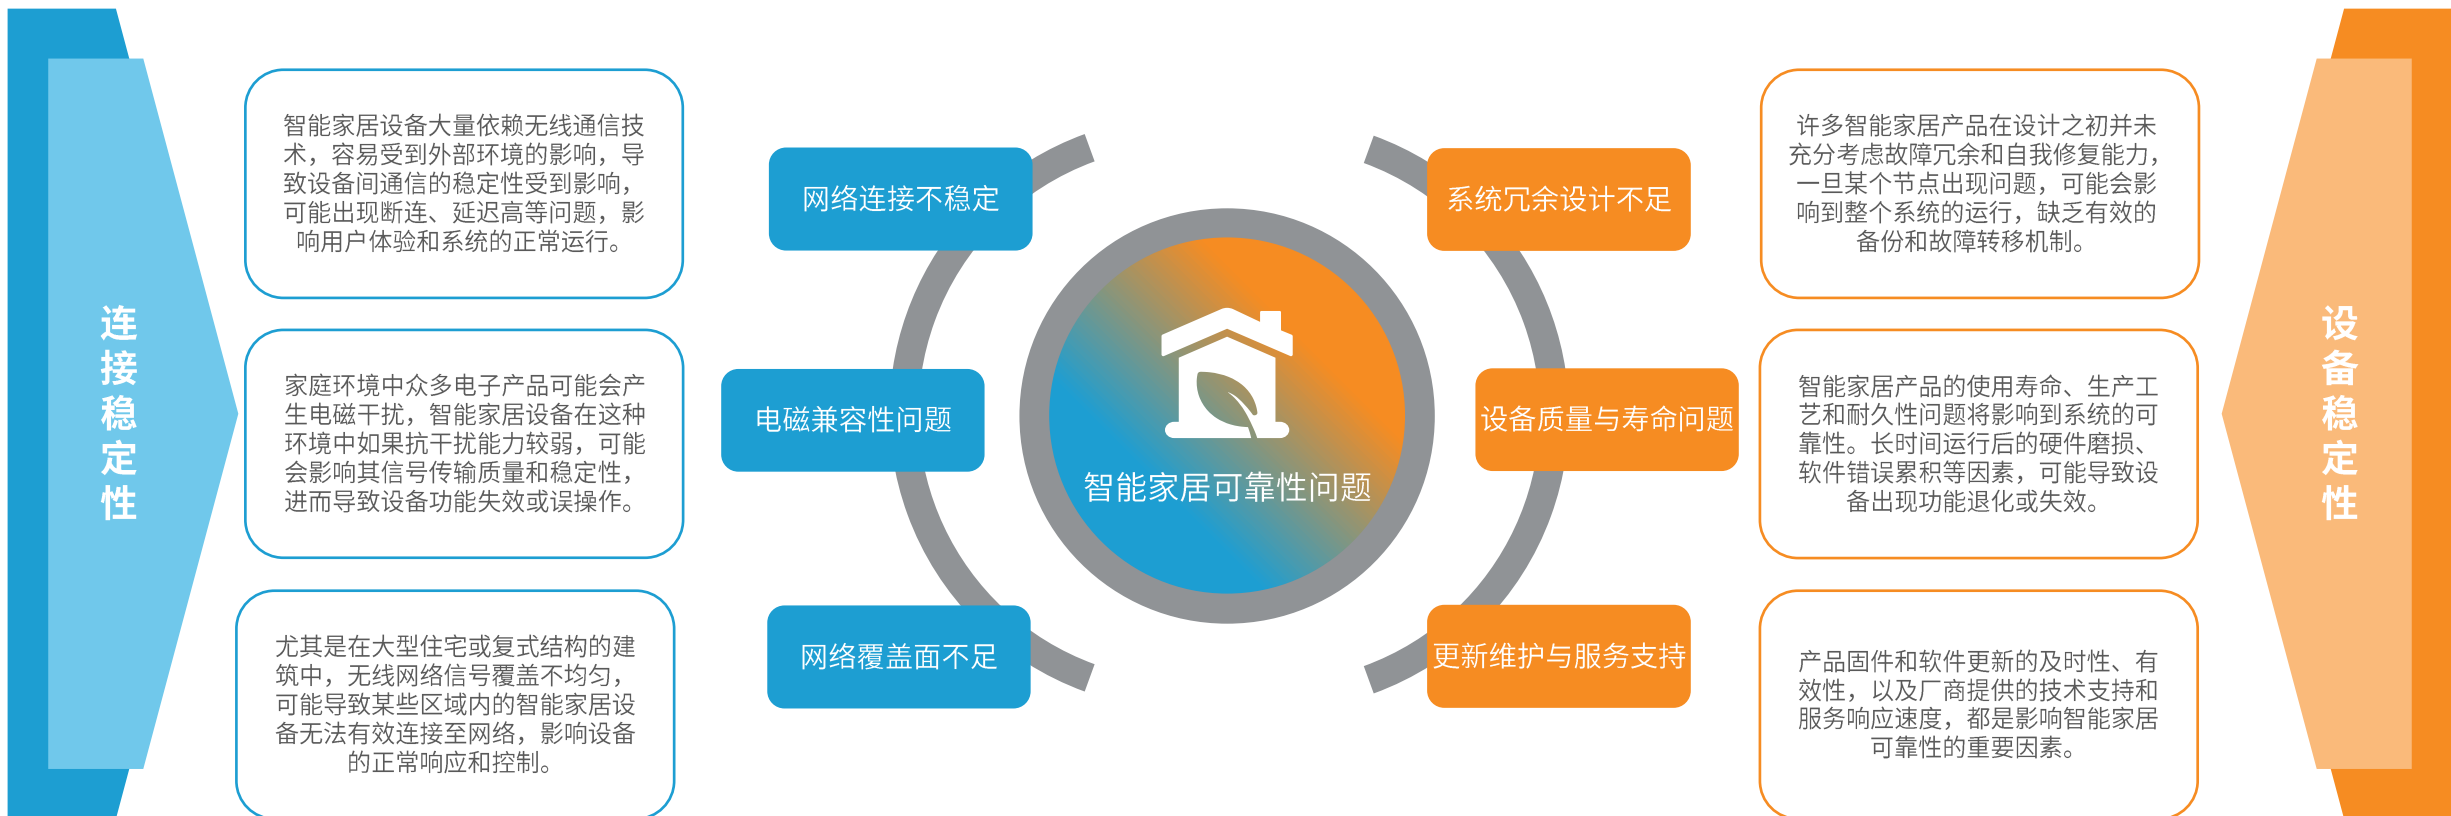 连接稳定性
智能家居设备大量依赖无线通信技
术，容易受到外部环境的影响，导
致设备间通信的稳定性受到影响，
可能出现断连、延迟高等问题，影
响用户体验和系统的正常运行。
家庭环境中众多电子产品可能会产
生电磁干扰，智能家居设备在这种
环境中如果抗干扰能力较弱，可能
会影响其信号传输质量和稳定性，
进而导致设备功能失效或误操作。
尤其是在大型住宅或复式结构的建
筑中，无线网络信号覆盖不均匀，
可能导致某些区域内的智能家居设
备无法有效连接至网络，影响设备
的正常响应和控制。
网络连接不稳定
电磁兼容性问题
网络覆盖面不足
智能家居可靠性问题
系统冗余设计不足
设备质量与寿命问题
更新维护与服务支持
许多智能家居产品在设计之初并未
充分考虑故障冗余和自我修复能力，
一旦某个节点出现问题，可能会影
响到整个系统的运行，缺乏有效的
备份和故障转移机制。
智能家居产品的使用寿命、生产工
艺和耐久性问题将影响到系统的可
靠性。长时间运行后的硬件磨损、
软件错误累积等因素，可能导致设
备出现功能退化或失效。
产品固件和软件更新的及时性、有
效性，以及厂商提供的技术支持和
服务响应速度，都是影响智能家居
可靠性的重要因素。
设备稳定性